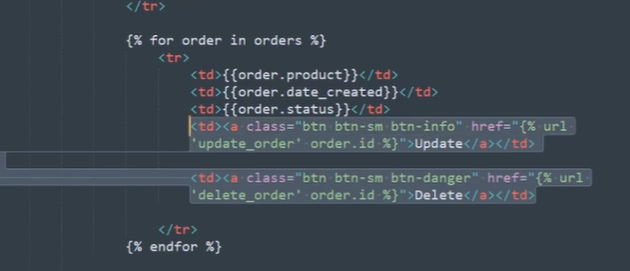 </tr>
{% for order in orders %}
<tr>
<td>{{order.product}}</td>
<td>{{order.date_created}}</td>
<td>{{order.status}}</td>
<td><a class="btn btn-sm btn-info" href="{% url
'update_order' order.id %}">Update</a></td>
<td><a class="btn btn-sm btn-danger" href="{% url
'delete_order' order.id %}">Delete</a></td>
</tr>
{% endfor %}